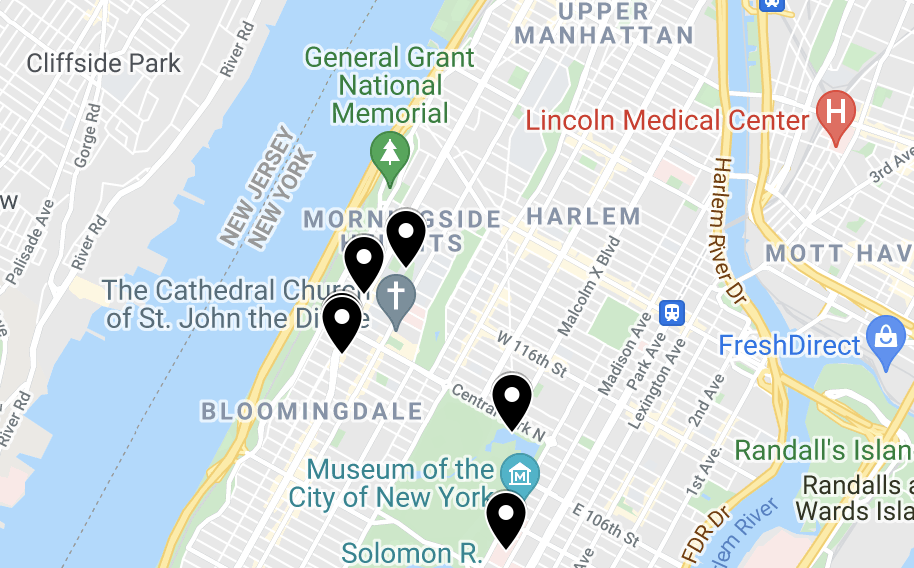 UPPER
MANHATTAN
Cliffside Park
River Rd
General Grant
National
Memorial
Lincoln Medical Center
H
Gorge Rd
3rd Ave
NEW JERSEY
NEW YORK
Harlem River Dr
W
Palisade Ave
River Rd
MORNINGSIDE
HEIGHTS
HARLEM
MOTT HAV
Malcolm X Blvd
The Cathedral Church
of St. John the Divine
FreshDirect
W 116th St
Madison Ave
Park Ave
Lexington Ave
2nd Ave
River Rd
BLOOMINGDALE
Central Park N
Randall's Islan
Museum of the
City of New York
1st Ave.
Randalls a
Wards Isla
E 106th St
FDR Dr
lem River
Solomon R.
Ave